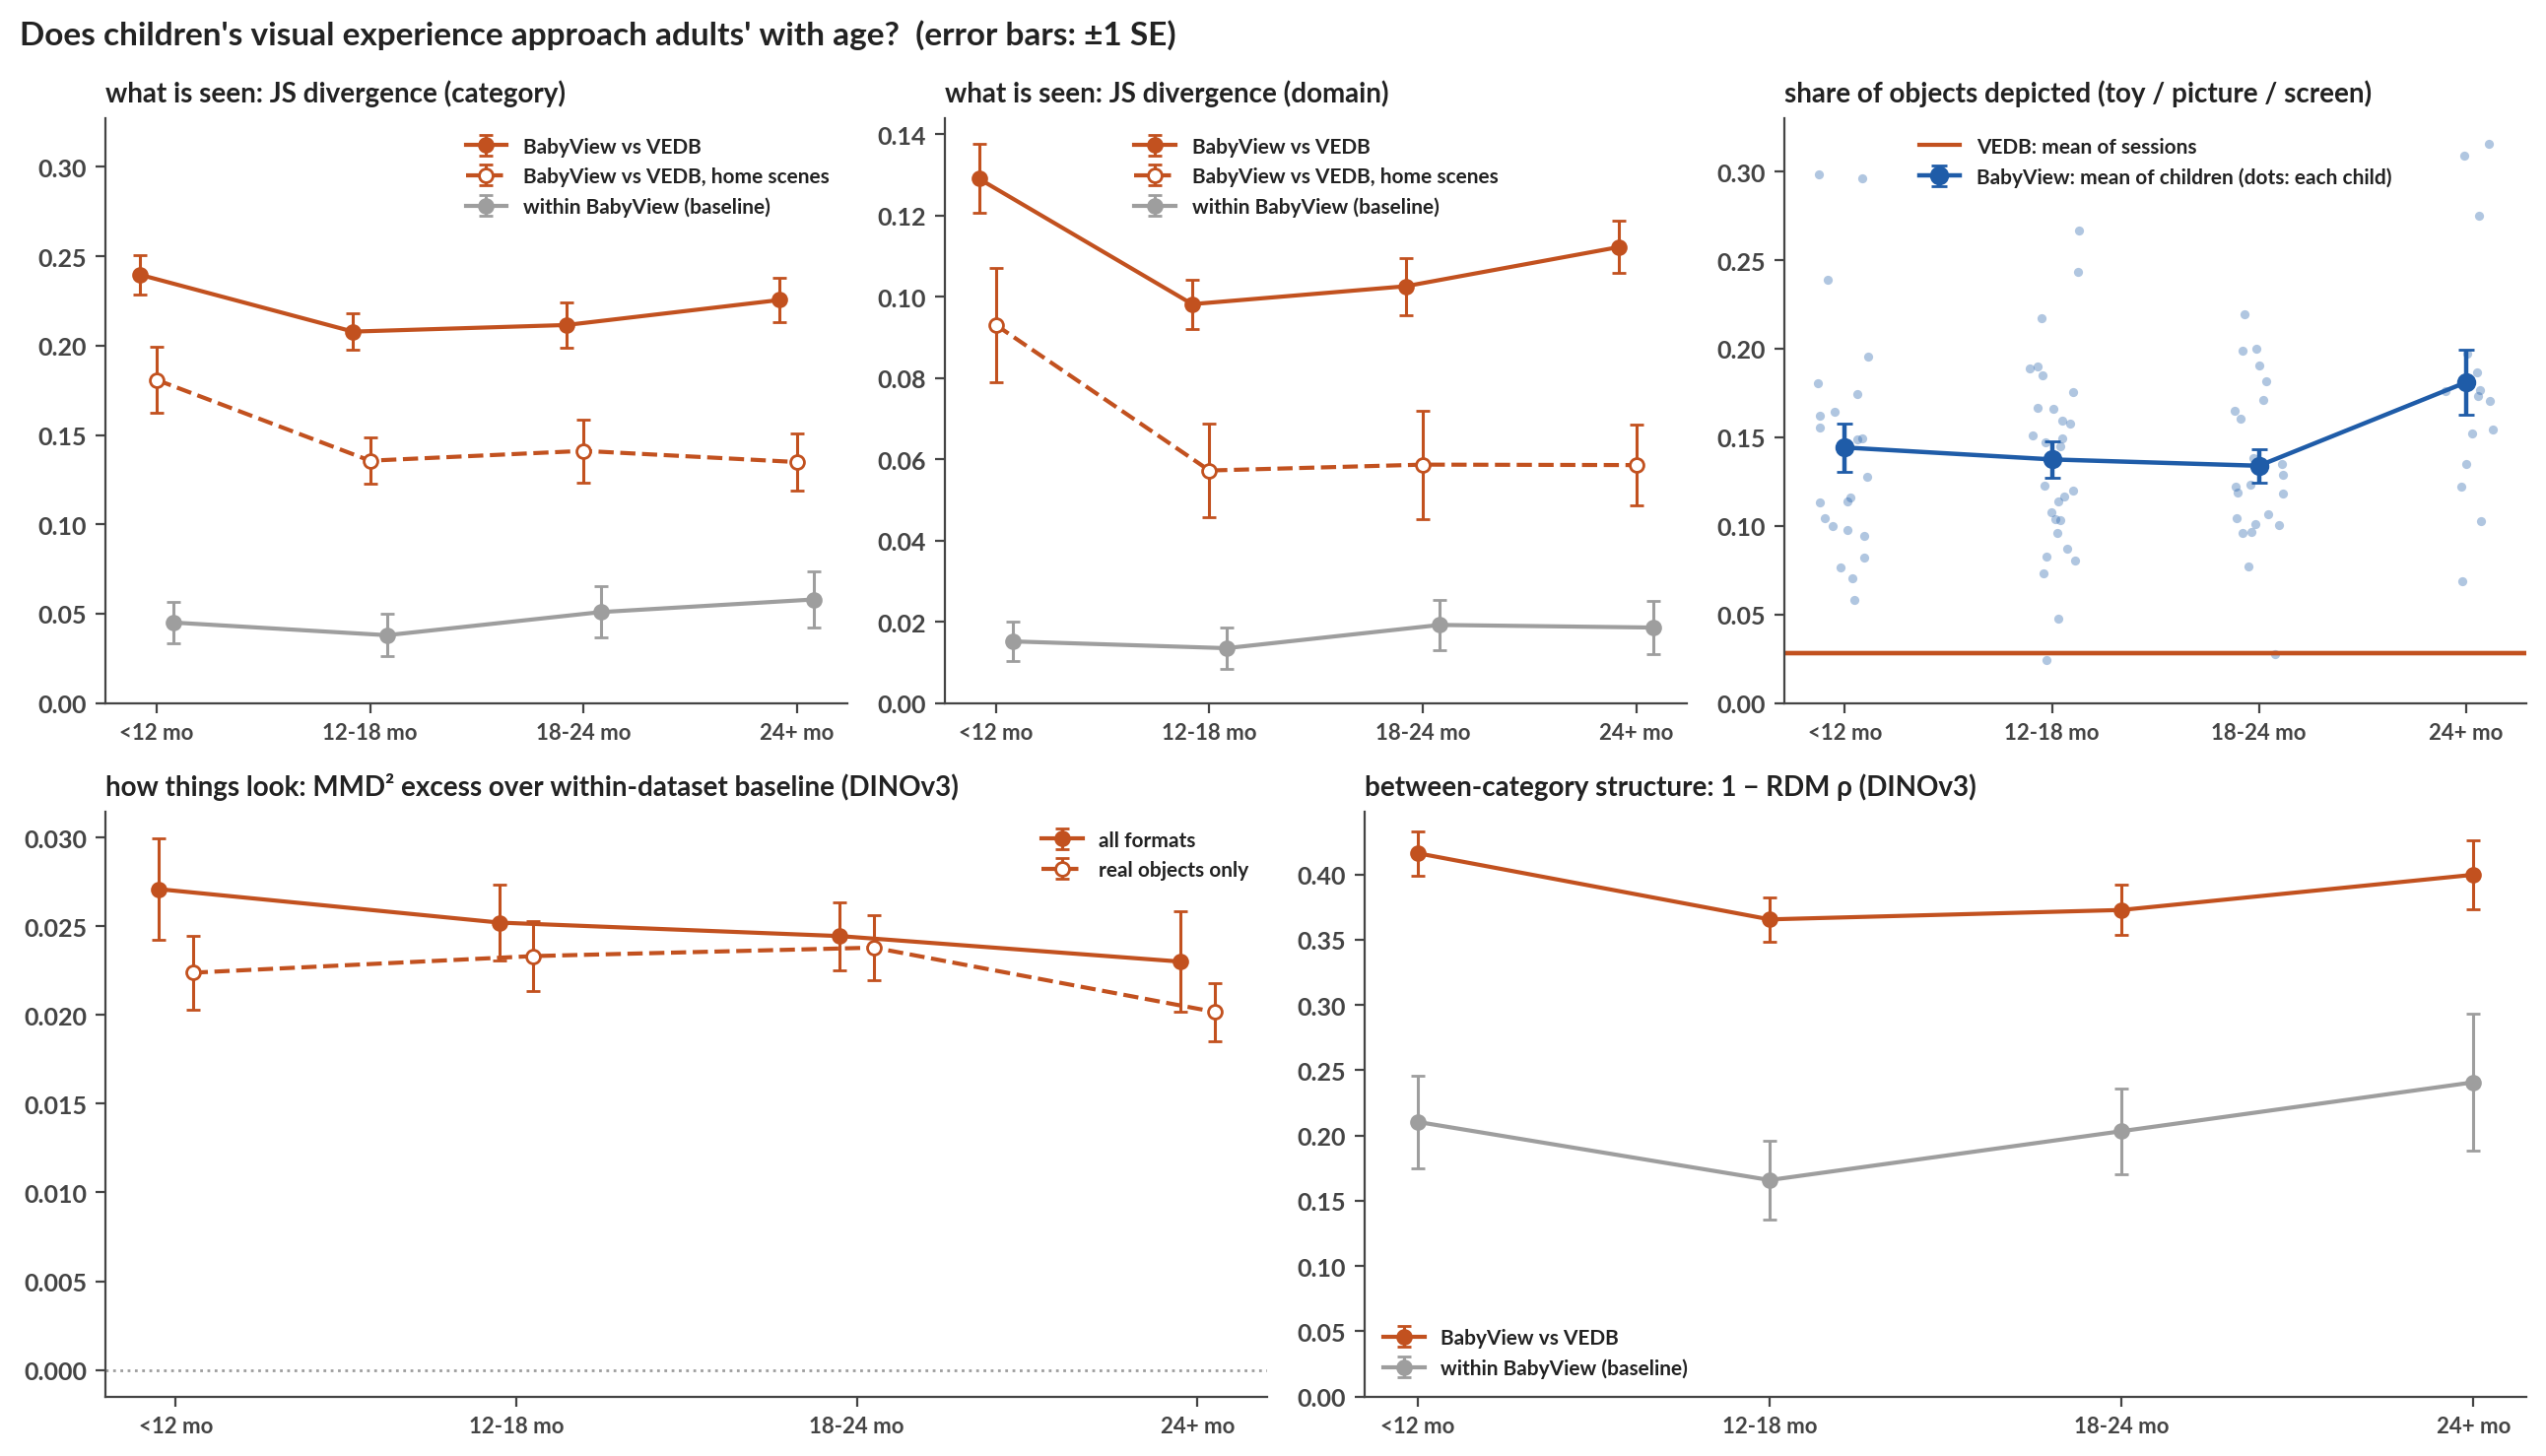 Does children's visual experience approach adults' with age?  (error bars: ±1 SE)
what is seen: JS divergence (category)
BabyView vs VEDB
BabyView vs VEDB, home scenes
within BabyView (baseline)
0.30
0.25
0.20
0.15
0.10
0.05
0.00
<12 mo
12-18 mo
18-24 mo
24+ mo
what is seen: JS divergence (domain)
BabyView vs VEDB
BabyView vs VEDB, home scenes
within BabyView (baseline)
0.14
0.12
0.10
0.08
0.06
0.04
0.02
0.00
<12 mo
12-18 mo
18-24 mo
24+ mo
share of objects depicted (toy / picture / screen)
VEDB: mean of sessions
BabyView: mean of children (dots: each child)
0.30
0.25
0.20
0.15
0.10
0.05
0.00
<12 mo
12-18 mo
18-24 mo
24+ mo
how things look: MMD² excess over within-dataset baseline (DINOv3)
all formats
real objects only
0.030
0.025
0.020
0.015
0.010
0.005
0.000
<12 mo
12-18 mo
18-24 mo
24+ mo
between-category structure: 1 − RDM ρ (DINOv3)
0.40
0.35
0.30
0.25
0.20
0.15
0.10
0.05
0.00
BabyView vs VEDB
within BabyView (baseline)
<12 mo
12-18 mo
18-24 mo
24+ mo